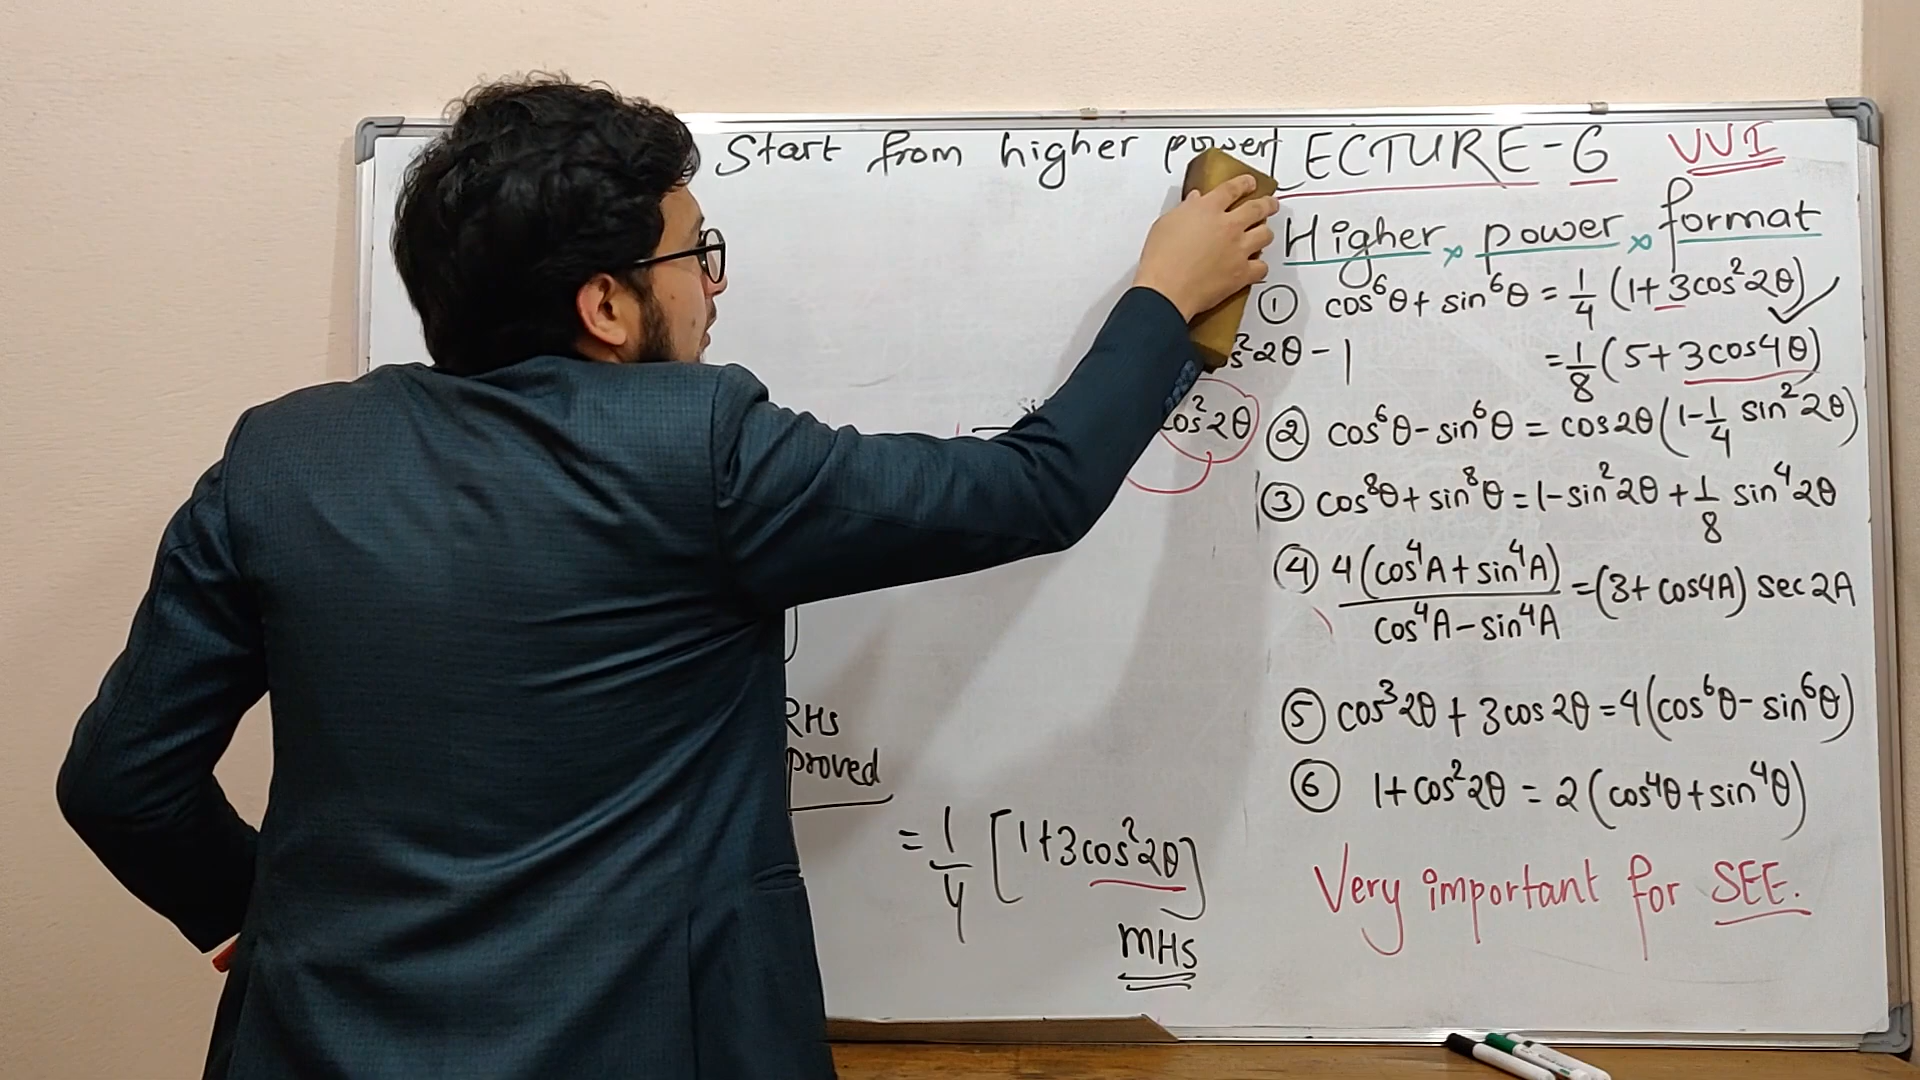 Start from higher power
LECTURE-6 VVI
Higher power format
① cos⁶θ + sin⁶θ = 1/4 (1+3cos²2θ)
= 1/8 (5+3cos4θ)
② cos⁶θ - sin⁶θ = cos2θ (1 - 1/4 sin²2θ)
③ cos⁸θ + sin⁸θ = 1 - sin²2θ + 1/8 sin⁴2θ
④ 4(cos⁴A + sin⁴A) / cos⁴A - sin⁴A = (3+cos4A) sec2A
⑤ cos³2θ + 3cos2θ = 4(cos⁶θ - sin⁶θ)
⑥ 1+cos²2θ = 2(cos⁴θ + sin⁴θ)
Very important for SEE.
s²2θ - 1
cos²2θ
RHS
proved
= 1/4 [1+3cos²2θ]
MHS